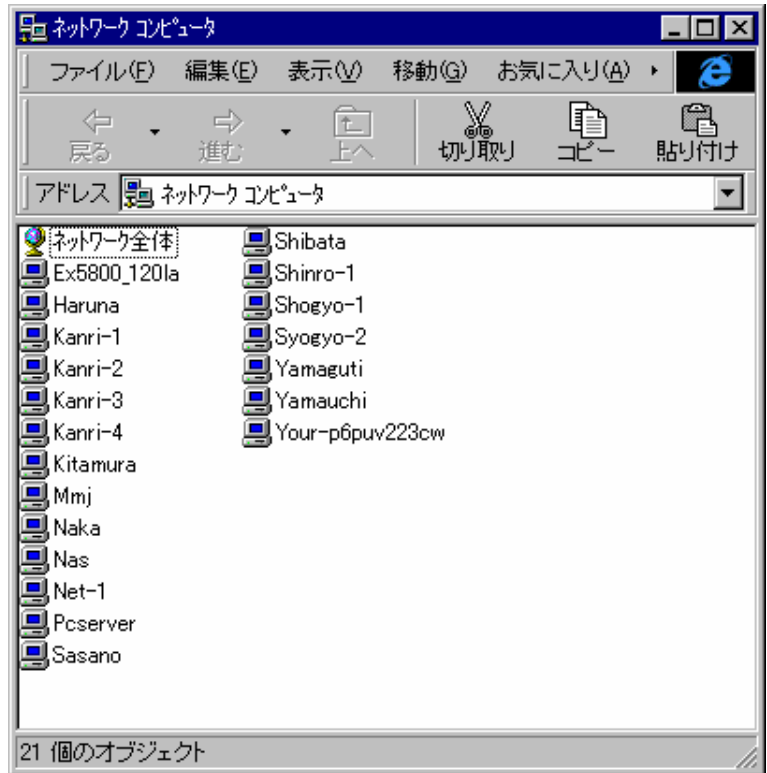 ネットワーク コンピュータ
ファイル(F) 編集(E) 表示(V) 移動(G) お気に入り(A)
戻る 進む 上へ 切り取り コピー 貼り付け
アドレス ネットワーク コンピュータ
ネットワーク全体
Ex5800_120la
Haruna
Kanri-1
Kanri-2
Kanri-3
Kanri-4
Kitamura
Mmj
Naka
Nas
Net-1
Pcserver
Sasano
Shibata
Shinro-1
Shogyo-1
Syogyo-2
Yamaguti
Yamauchi
Your-p6puv223cw
21 個のオブジェクト